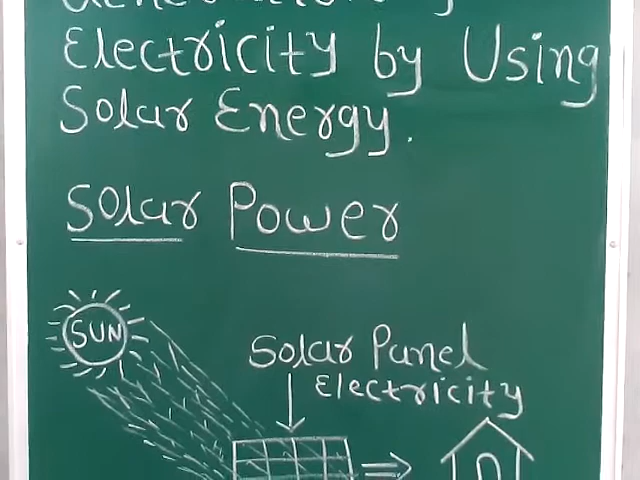 Electricity by Using
Solar Energy.
Solar Power
SUN
Solar Panel
Electricity